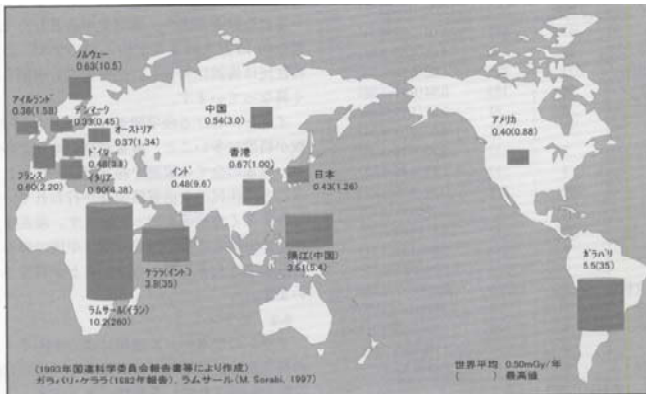 ノルウェー
0.63(10.5)
アイルランド
0.36(1.58)
デンマーク
0.33(0.45)
オーストリア
0.37(1.34)
ドイツ
0.48(3.8)
フランス
0.60(2.20)
イタリア
0.50(4.38)
中国
0.54(3.0)
香港
0.67(1.00)
インド
0.48(9.6)
日本
0.43(1.26)
アメリカ
0.40(0.88)
陽江(中国)
3.51(5.4)
ケララ(インド)
3.8(35)
ラムサール(イラン)
10.2(260)
ガラパリ
5.5(35)
(1993年国連科学委員会報告書等により作成)
ガラパリ・ケララ(1982年報告)、ラムサール(M. Sorabi, 1997)
世界平均 0.50mGy/年
( ) 最高値